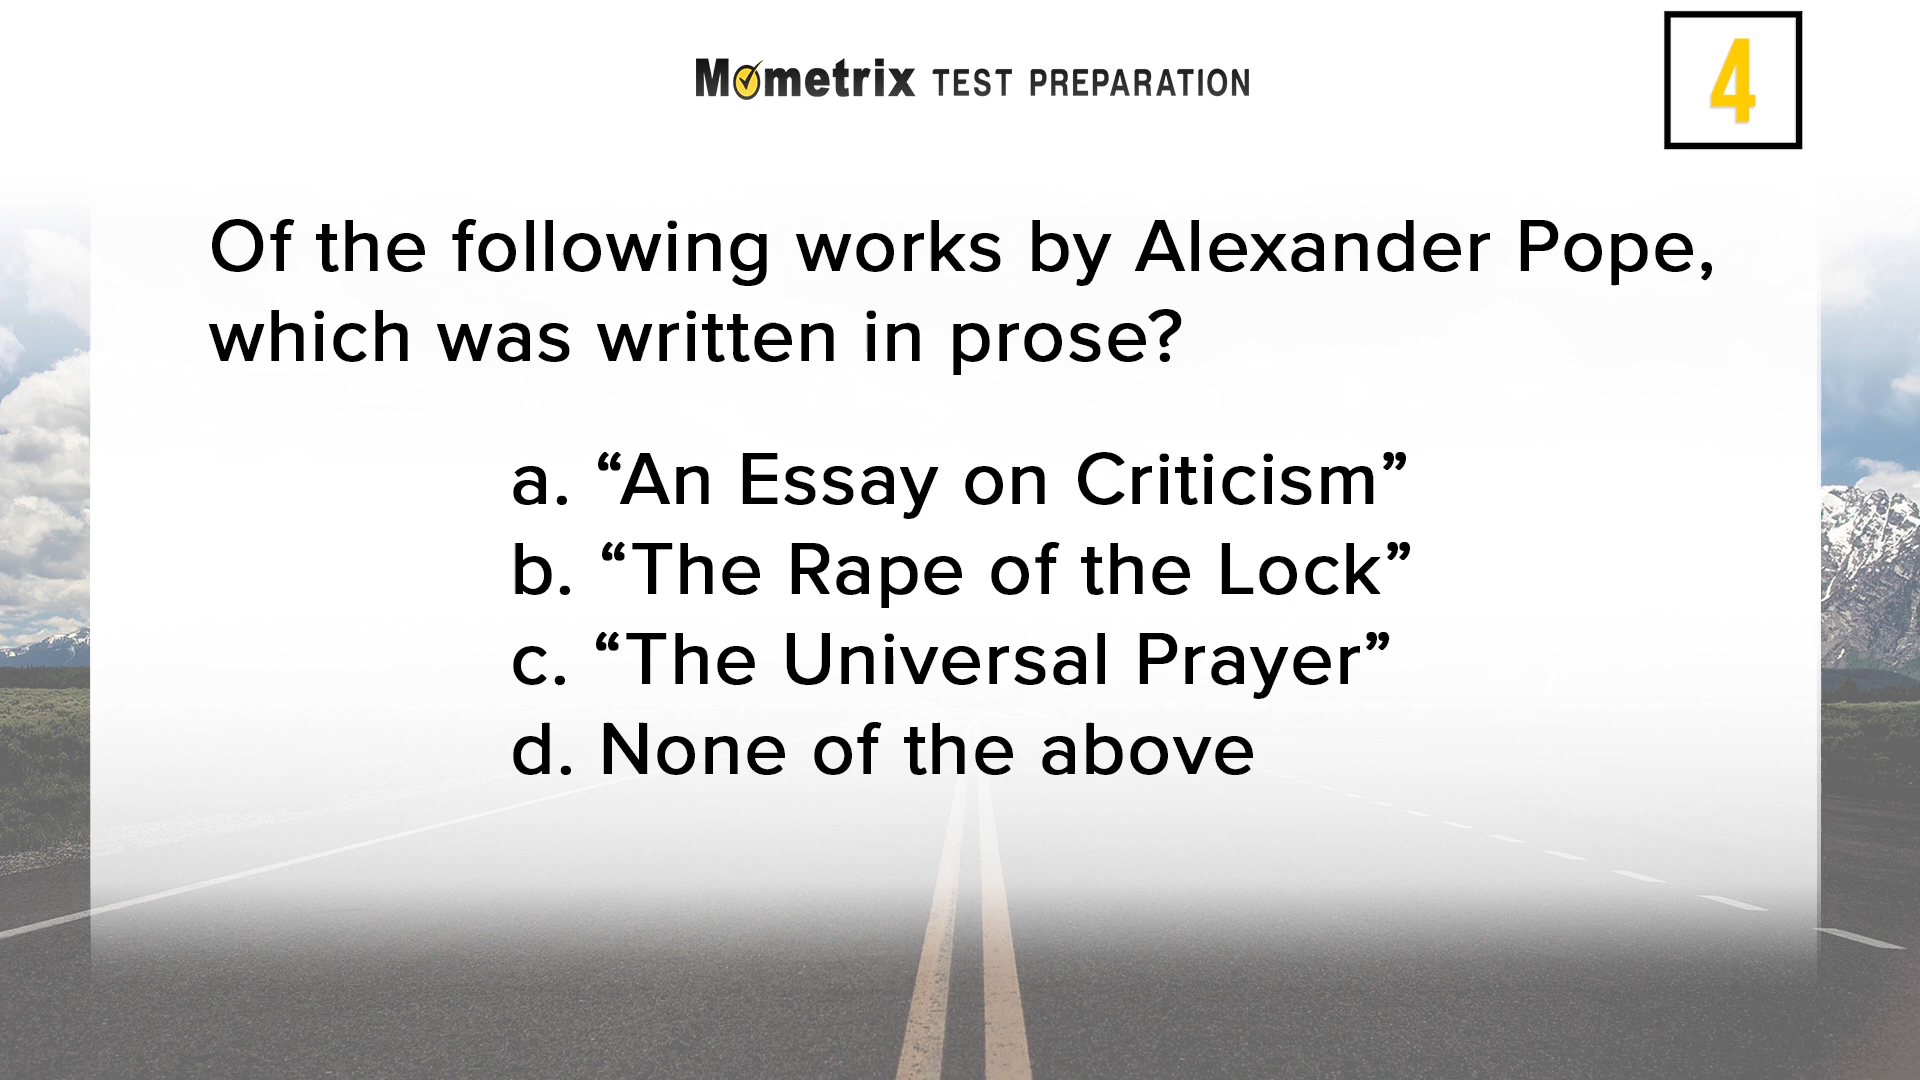 Mometrix TEST PREPARATION
4
Of the following works by Alexander Pope,
which was written in prose?
a. “An Essay on Criticism”
b. “The Rape of the Lock”
c. “The Universal Prayer”
d. None of the above